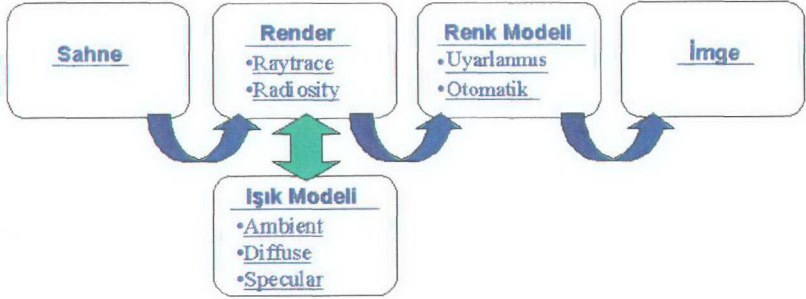 Sahne
Render
•Raytrace
•Radiosity
Renk Modeli
•Uyarlanmıs
•Otomatik
İmge
Işık Modeli
•Ambient
•Diffuse
•Specular